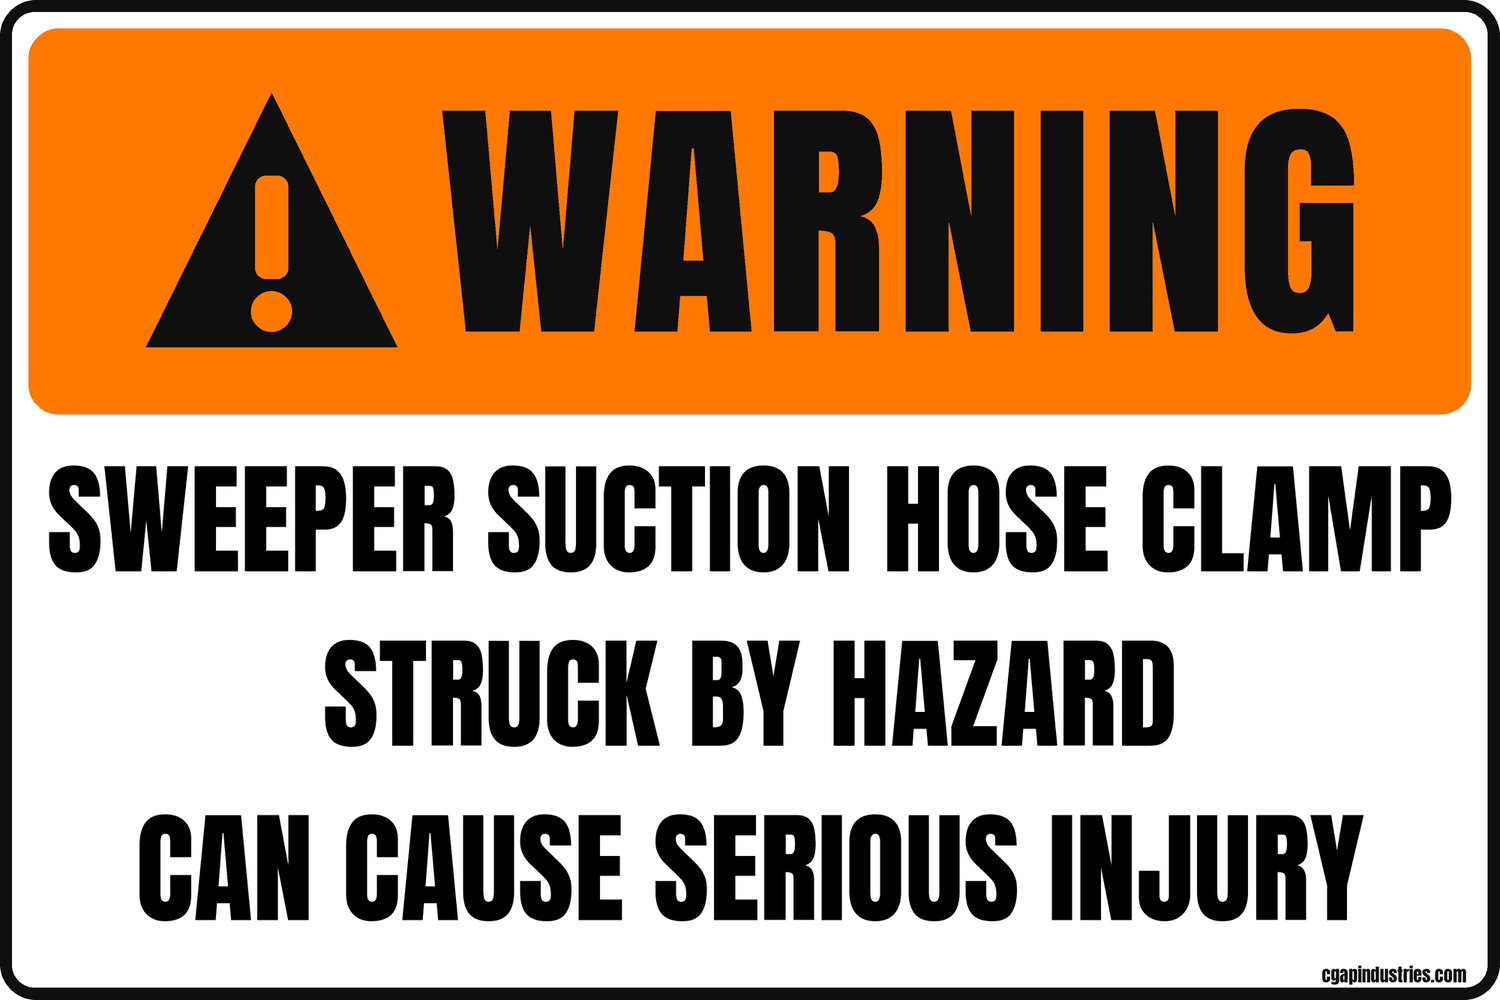 WARNING
SWEEPER SUCTION HOSE CLAMP
STRUCK BY HAZARD
CAN CAUSE SERIOUS INJURY
cgapindustries.com